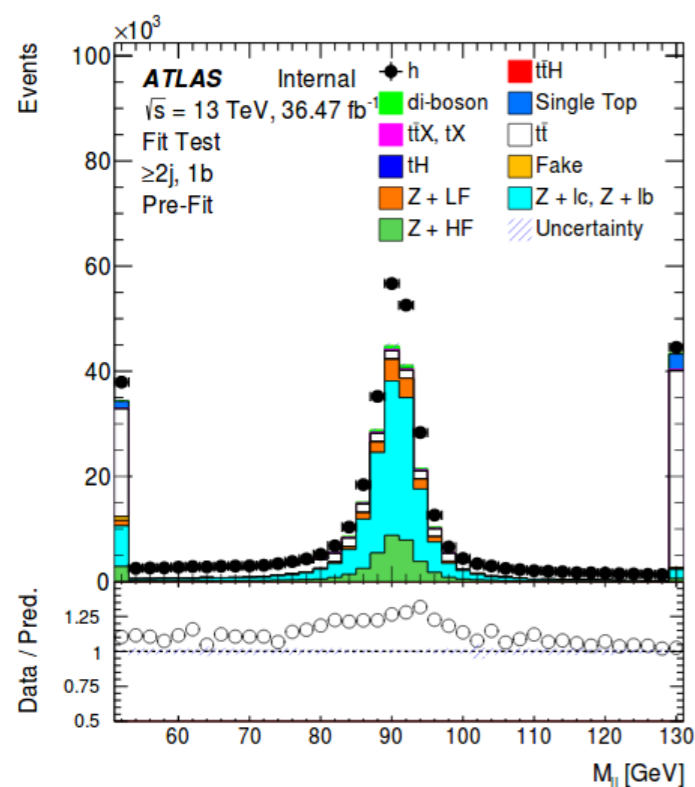 ×10³
Events
100
80
60
40
20
0
ATLAS Internal
√s = 13 TeV, 36.47 fb⁻¹
Fit Test
≥2j, 1b
Pre-Fit
h
tt̄H
di-boson
Single Top
tt̄X, tX
tt̄
tH
Fake
Z + LF
Z + lc, Z + lb
Z + HF
Uncertainty
Data / Pred.
1.25
1
0.75
0.5
60 70 80 90 100 110 120 130
M_ll [GeV]